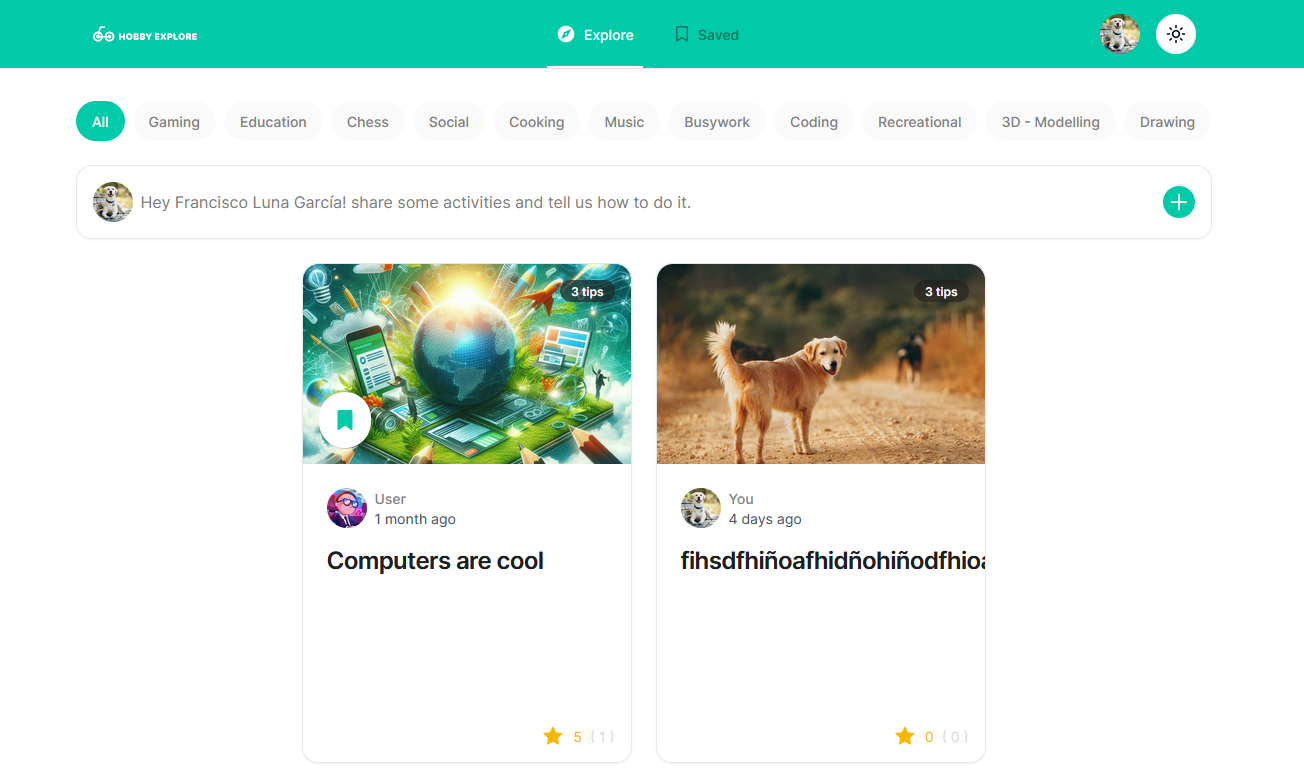 HOBBY EXPLORE
Explore
Saved
All
Gaming
Education
Chess
Social
Cooking
Music
Busywork
Coding
Recreational
3D - Modelling
Drawing
Hey Francisco Luna García! share some activities and tell us how to do it.
3 tips
User
1 month ago
Computers are cool
5 ( 1 )
3 tips
You
4 days ago
fihsdfhiñoafhidñohiñodfhioa
0 ( 0 )